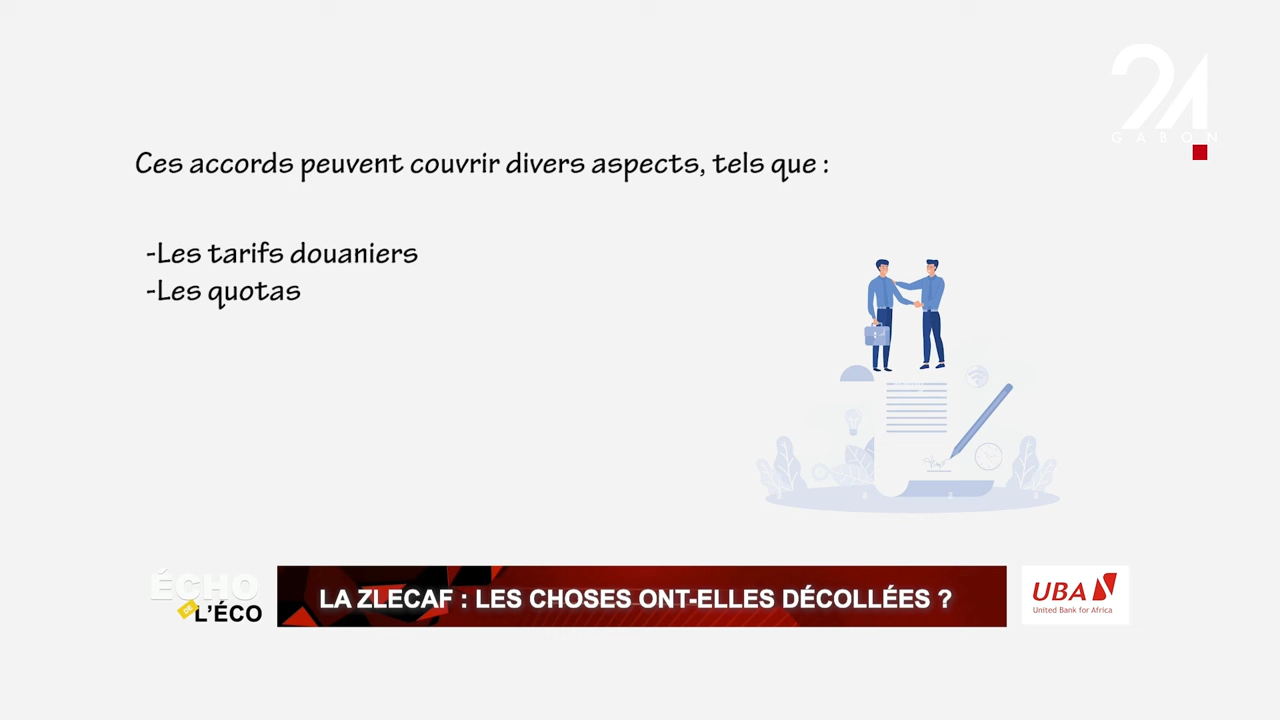 24
GABON
Ces accords peuvent couvrir divers aspects, tels que :
-Les tarifs douaniers
-Les quotas
ÉCHO
DE
L'ÉCO
LA ZLECAF : LES CHOSES ONT-ELLES DÉCOLLÉES ?
UBA
United Bank for Africa